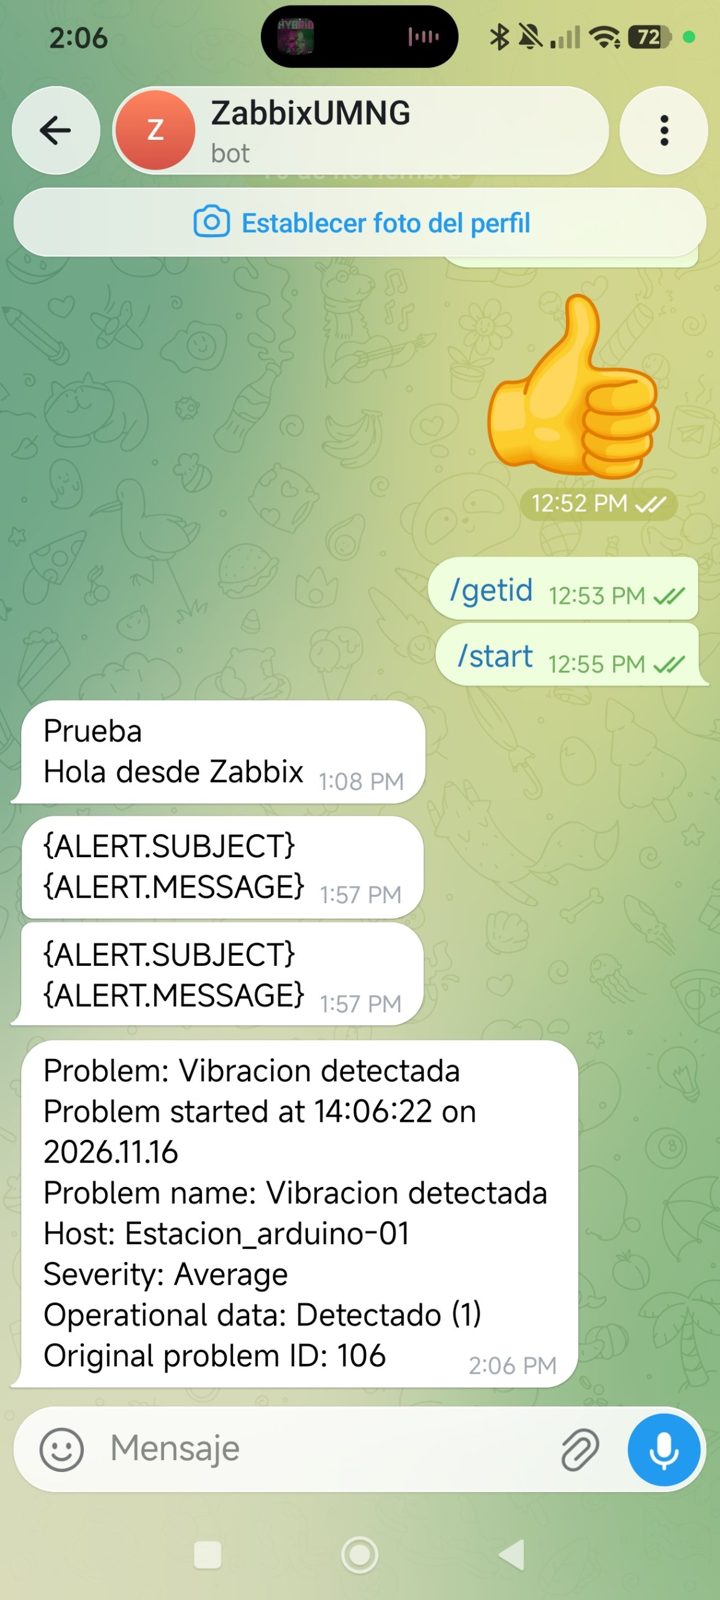 2:06
HYBRID
72
Z
ZabbixUMNG
bot
Establecer foto del perfil
12:52 PM
/getid 12:53 PM
/start 12:55 PM
Prueba
Hola desde Zabbix 1:08 PM
{ALERT.SUBJECT}
{ALERT.MESSAGE} 1:57 PM
{ALERT.SUBJECT}
{ALERT.MESSAGE} 1:57 PM
Problem: Vibracion detectada
Problem started at 14:06:22 on
2026.11.16
Problem name: Vibracion detectada
Host: Estacion_arduino-01
Severity: Average
Operational data: Detectado (1)
Original problem ID: 106 2:06 PM
Mensaje